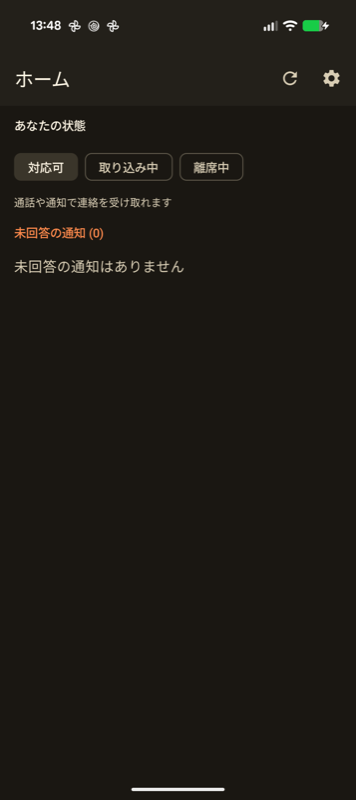 13:48
ホーム
あなたの状態
対応可 取り込み中 離席中
通話や通知で連絡を受け取れます
未回答の通知 (0)
未回答の通知はありません